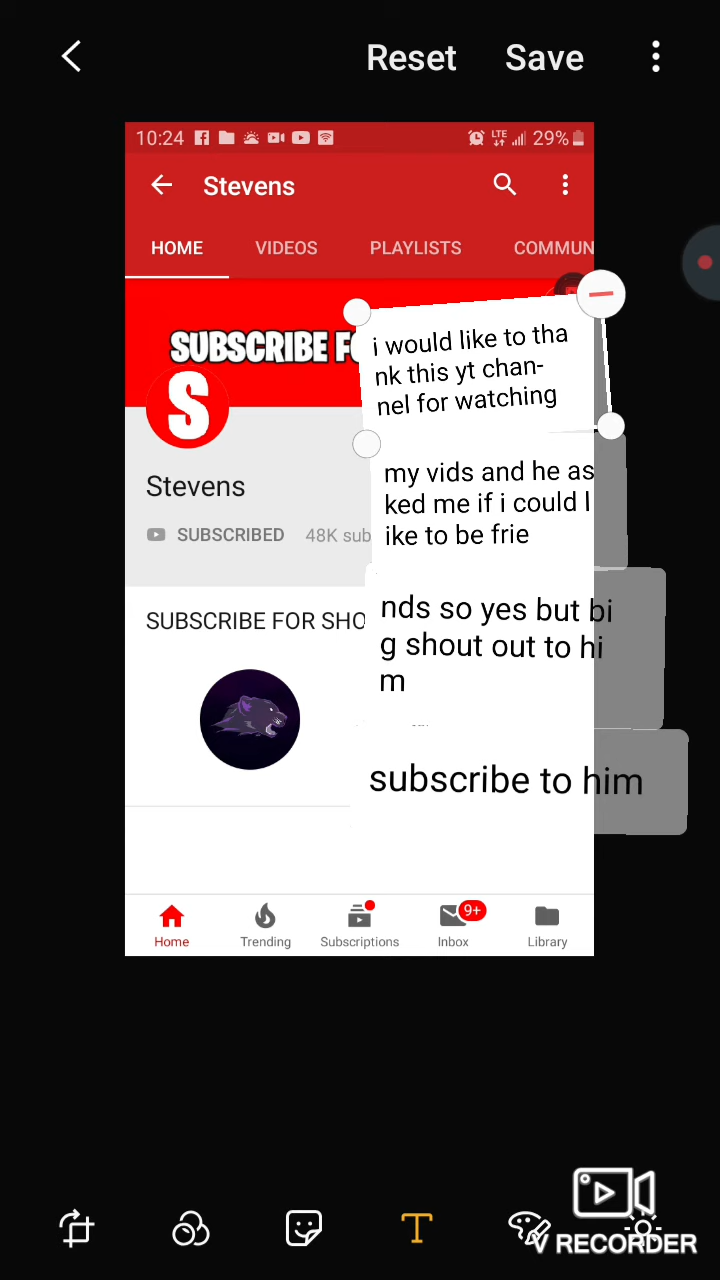 Reset Save
10:24 LTE 29%
Stevens
HOME VIDEOS PLAYLISTS COMMUN
SUBSCRIBE F
S
i would like to tha
nk this yt chan-
nel for watching
Stevens
SUBSCRIBED 48K sub
my vids and he as
ked me if i could l
ike to be frie
SUBSCRIBE FOR SHO
nds so yes but bi
g shout out to hi
m
subscribe to him
9+
Home Trending Subscriptions Inbox Library
T
V RECORDER